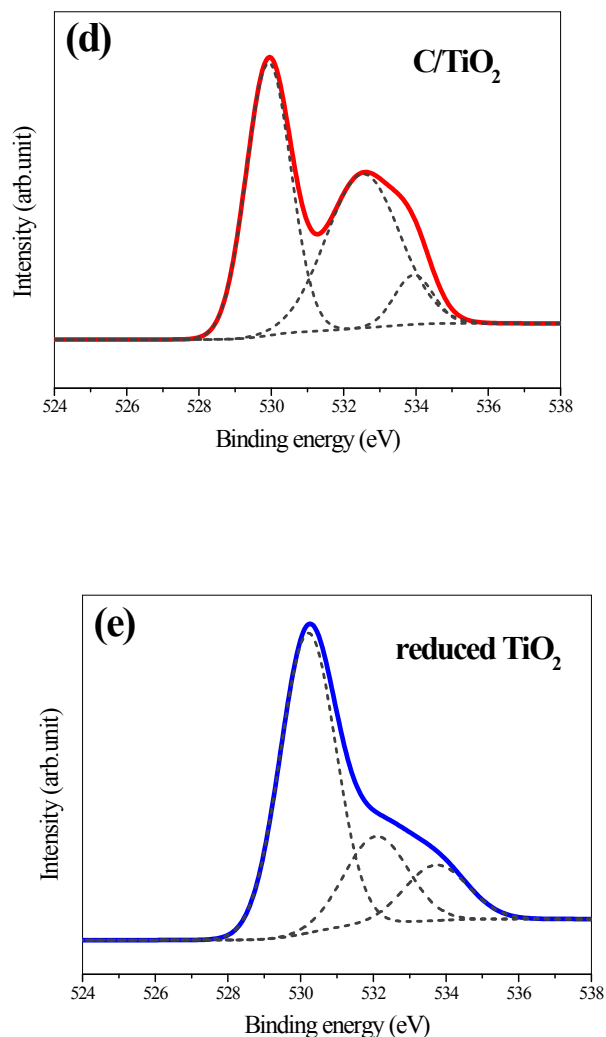 (d)
C/TiO₂
Intensity (arb.unit)
524 526 528 530 532 534 536 538
Binding energy (eV)
(e)
reduced TiO₂
Intensity (arb.unit)
524 526 528 530 532 534 536 538
Binding energy (eV)